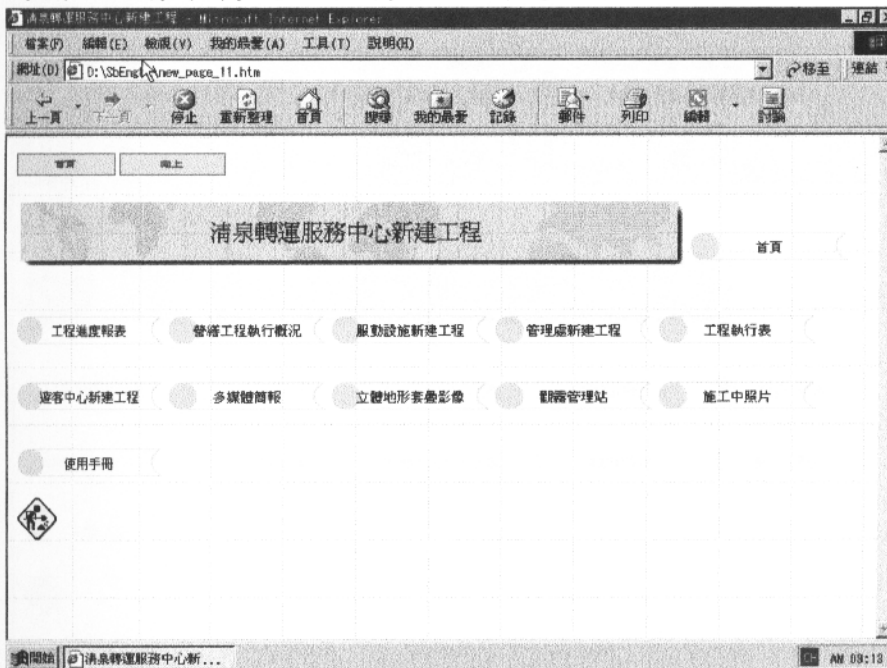 清泉轉運服務中心新建工程 - Microsoft Internet Explorer
檔案(F) 編輯(E) 檢視(V) 我的最愛(A) 工具(T) 說明(H)
網址(D) D:\SbEng\new_page_11.htm 移至 連結
上一頁 下一頁 停止 重新整理 首頁 搜尋 我的最愛 記錄 郵件 列印 編輯 討論
首頁 向上
清泉轉運服務中心新建工程
首頁
工程進度報表 營繕工程執行概況 服勤設施新建工程 管理處新建工程 工程執行表
遊客中心新建工程 多媒體簡報 立體地形套疊影像 觀霧管理站 施工中照片
使用手冊
開始 清泉轉運服務中心新... AM 03:12